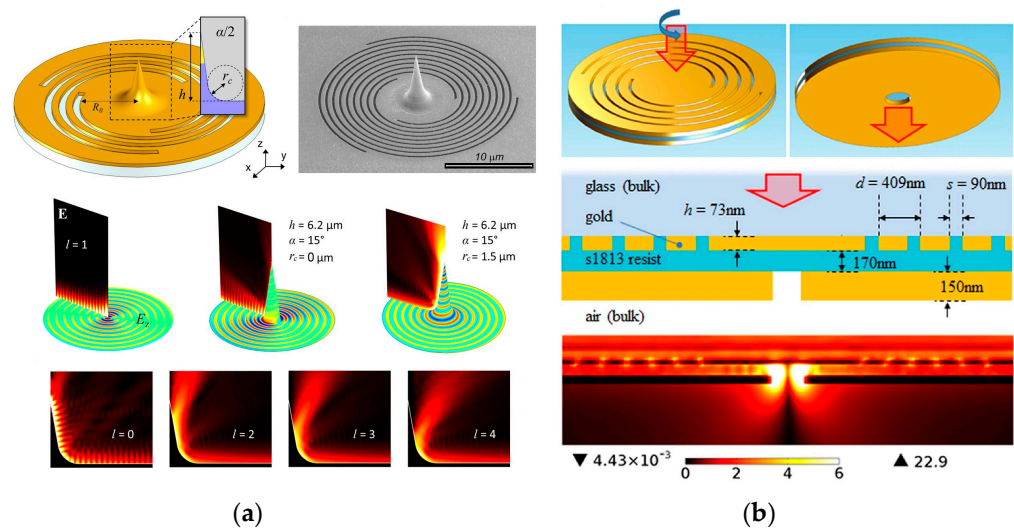 (a)
α/2
r_c
h
R_0
z
y
x
10 μm
E
l = 1
E_z
h = 6.2 μm
α = 15°
r_c = 0 μm
h = 6.2 μm
α = 15°
r_c = 1.5 μm
l = 0
l = 2
l = 3
l = 4
(b)
glass (bulk)
d = 409nm
s = 90nm
gold
h = 73nm
s1813 resist
170nm
150nm
air (bulk)
▼ 4.43×10⁻³
0 2 4 6
▲ 22.9
(a)
(b)